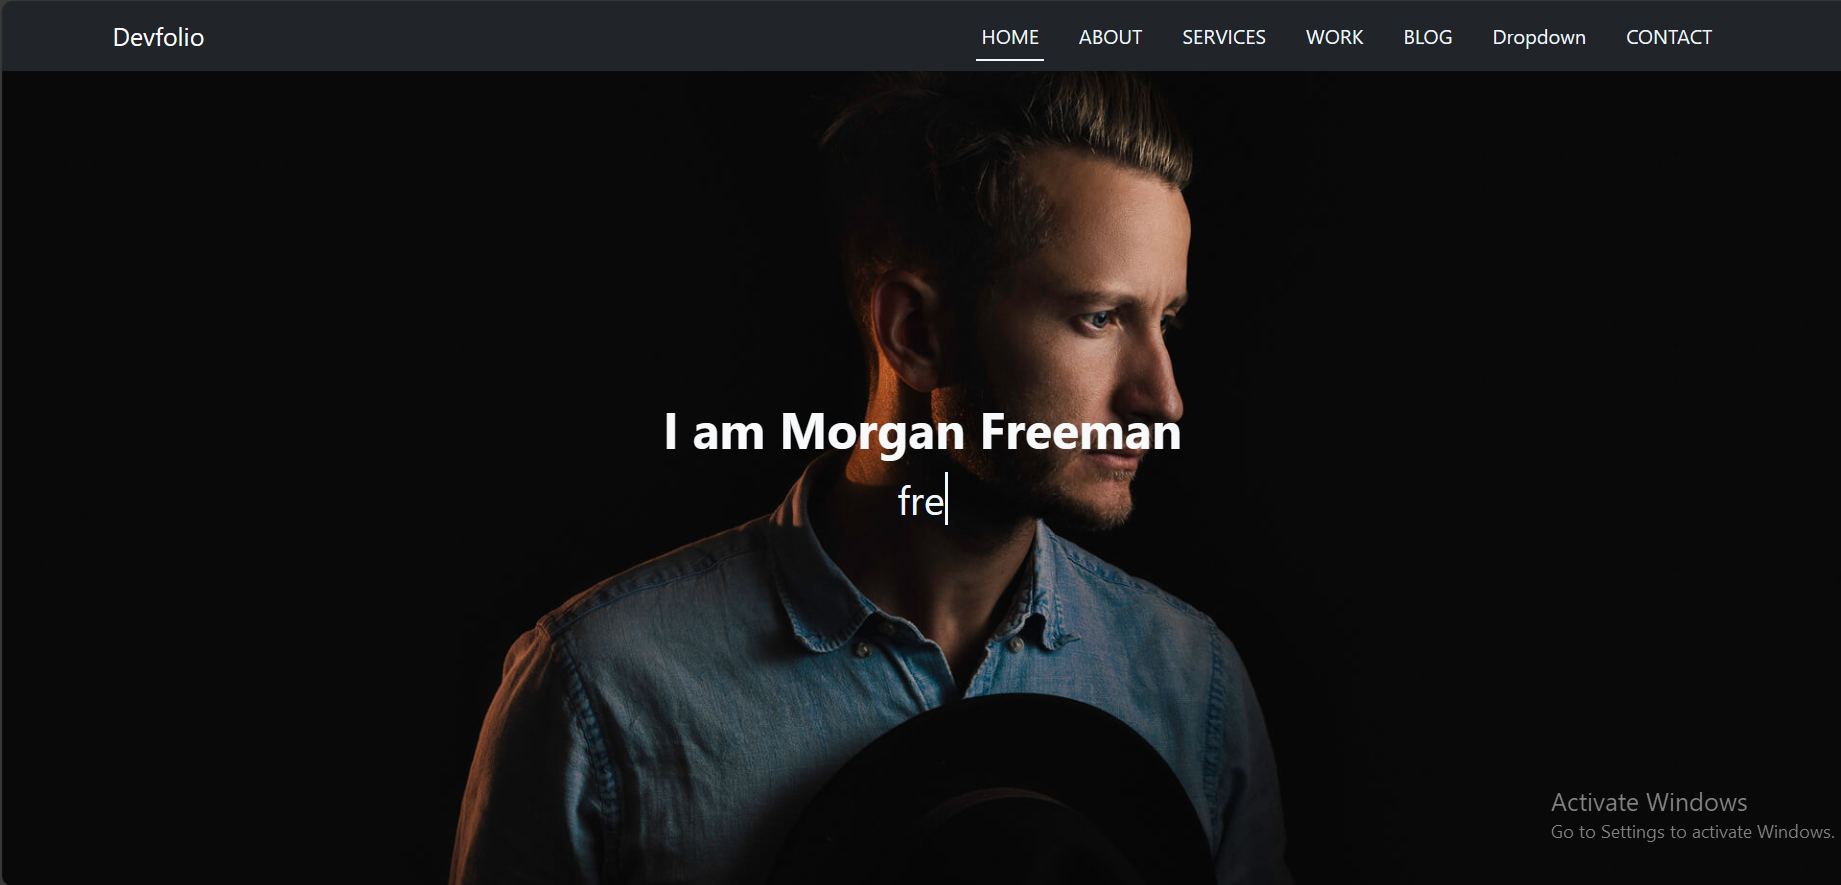 Devfolio HOME ABOUT SERVICES WORK BLOG Dropdown CONTACT
I am Morgan Freeman
fre
Activate Windows
Go to Settings to activate Windows.